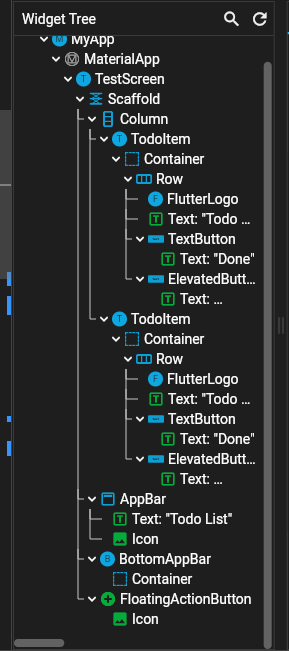 Widget Tree
MyApp
MaterialApp
TestScreen
Scaffold
Column
TodoItem
Container
Row
FlutterLogo
Text: "Todo ...
TextButton
Text: "Done"
ElevatedButt...
Text: ...
TodoItem
Container
Row
FlutterLogo
Text: "Todo ...
TextButton
Text: "Done"
ElevatedButt...
Text: ...
AppBar
Text: "Todo List"
Icon
BottomAppBar
Container
FloatingActionButton
Icon